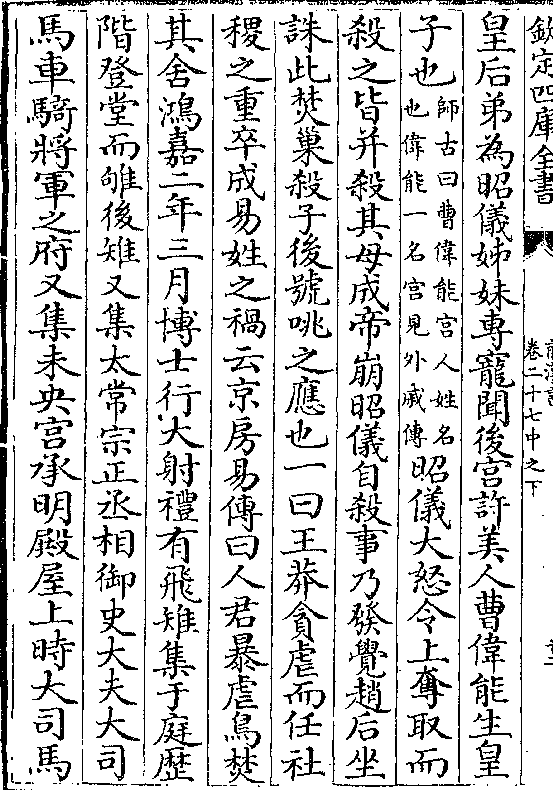 欽定四庫全書
前漢書
卷二十七中之下
皇后弟為昭儀姊妹専寵聞後宫許美人曹偉能生皇
子也師古曰曹偉能宫人姓名
也偉能一名宫見外戚傳昭儀大怒令上奪取而
殺之皆并殺其母成帝崩昭儀自殺事乃發覺趙后坐
誅此焚巢殺子後號咷之應也一曰王莽貪虐而任社
稷之重卒成易姓之禍云京房易傳曰人君暴虐鳥焚
其舍鴻嘉二年三月博士行大射禮有飛雉集于庭歴
階登堂而雊後雉又集太常宗正丞相御史大夫大司
馬車騎將軍之府又集未央宫承明殿屋上時大司馬